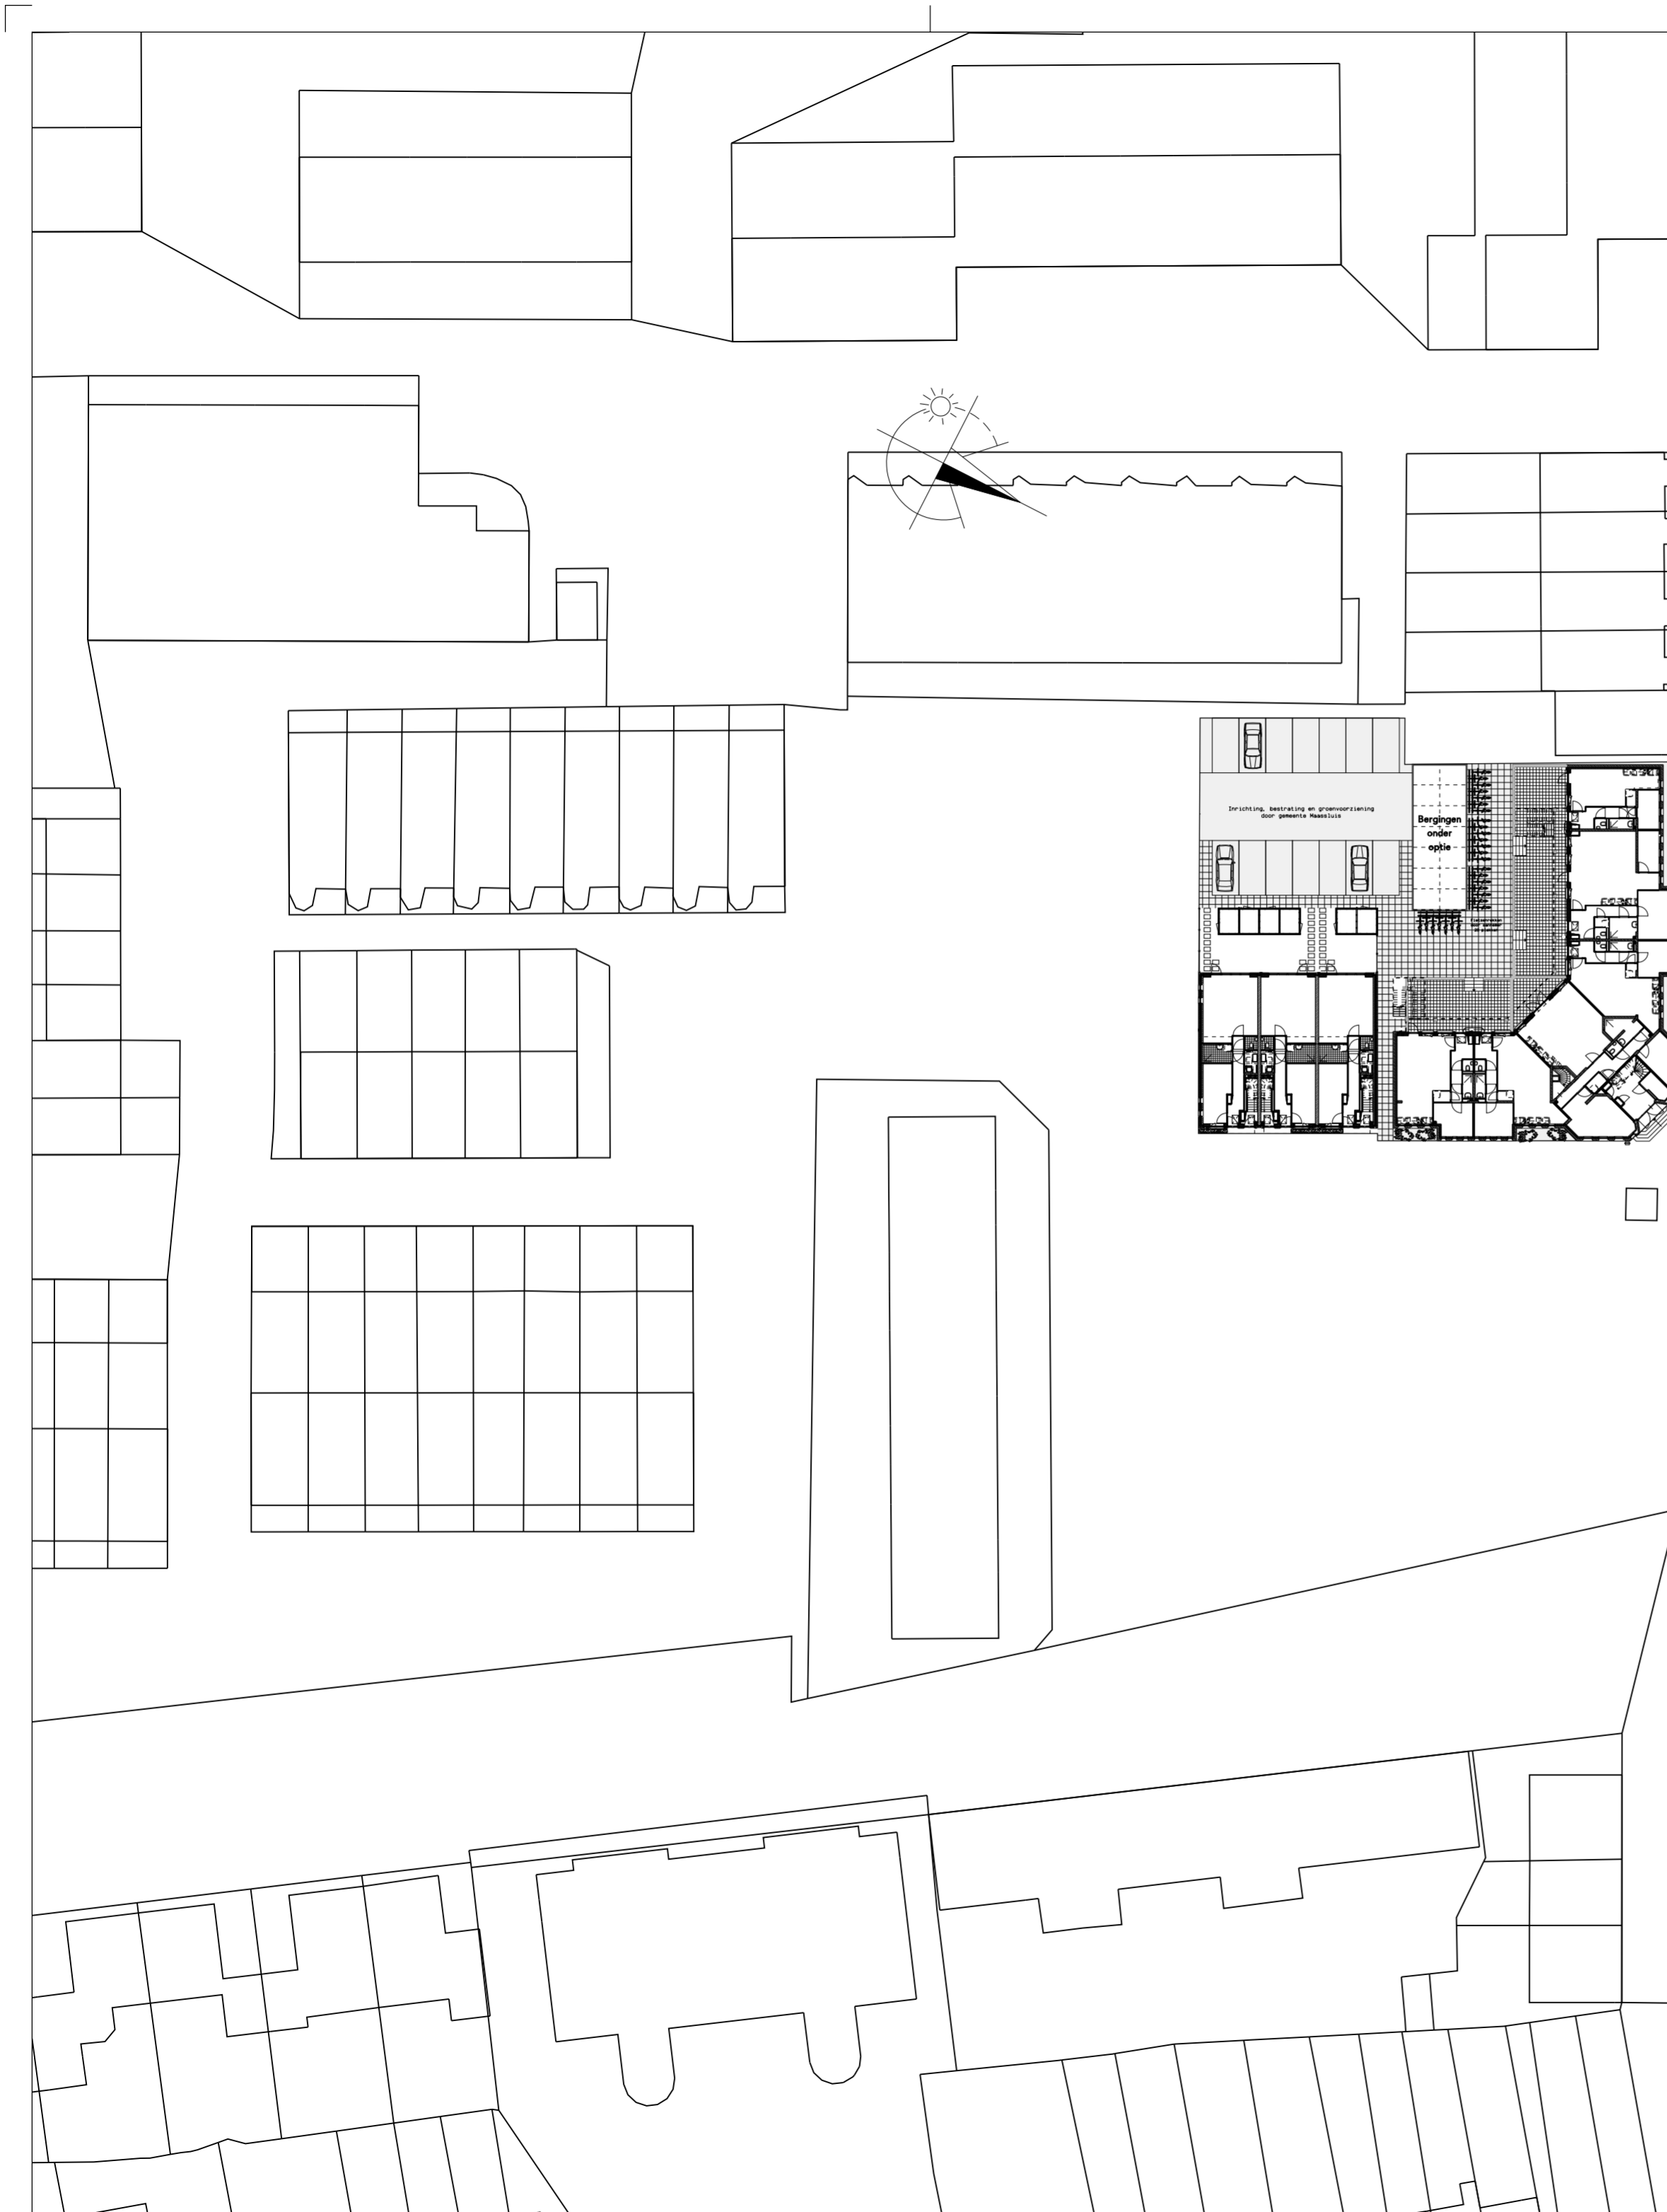 Inrichting, bestrating en groenvoorziening
door gemeente Maassluis
Bergingen
onder
optie